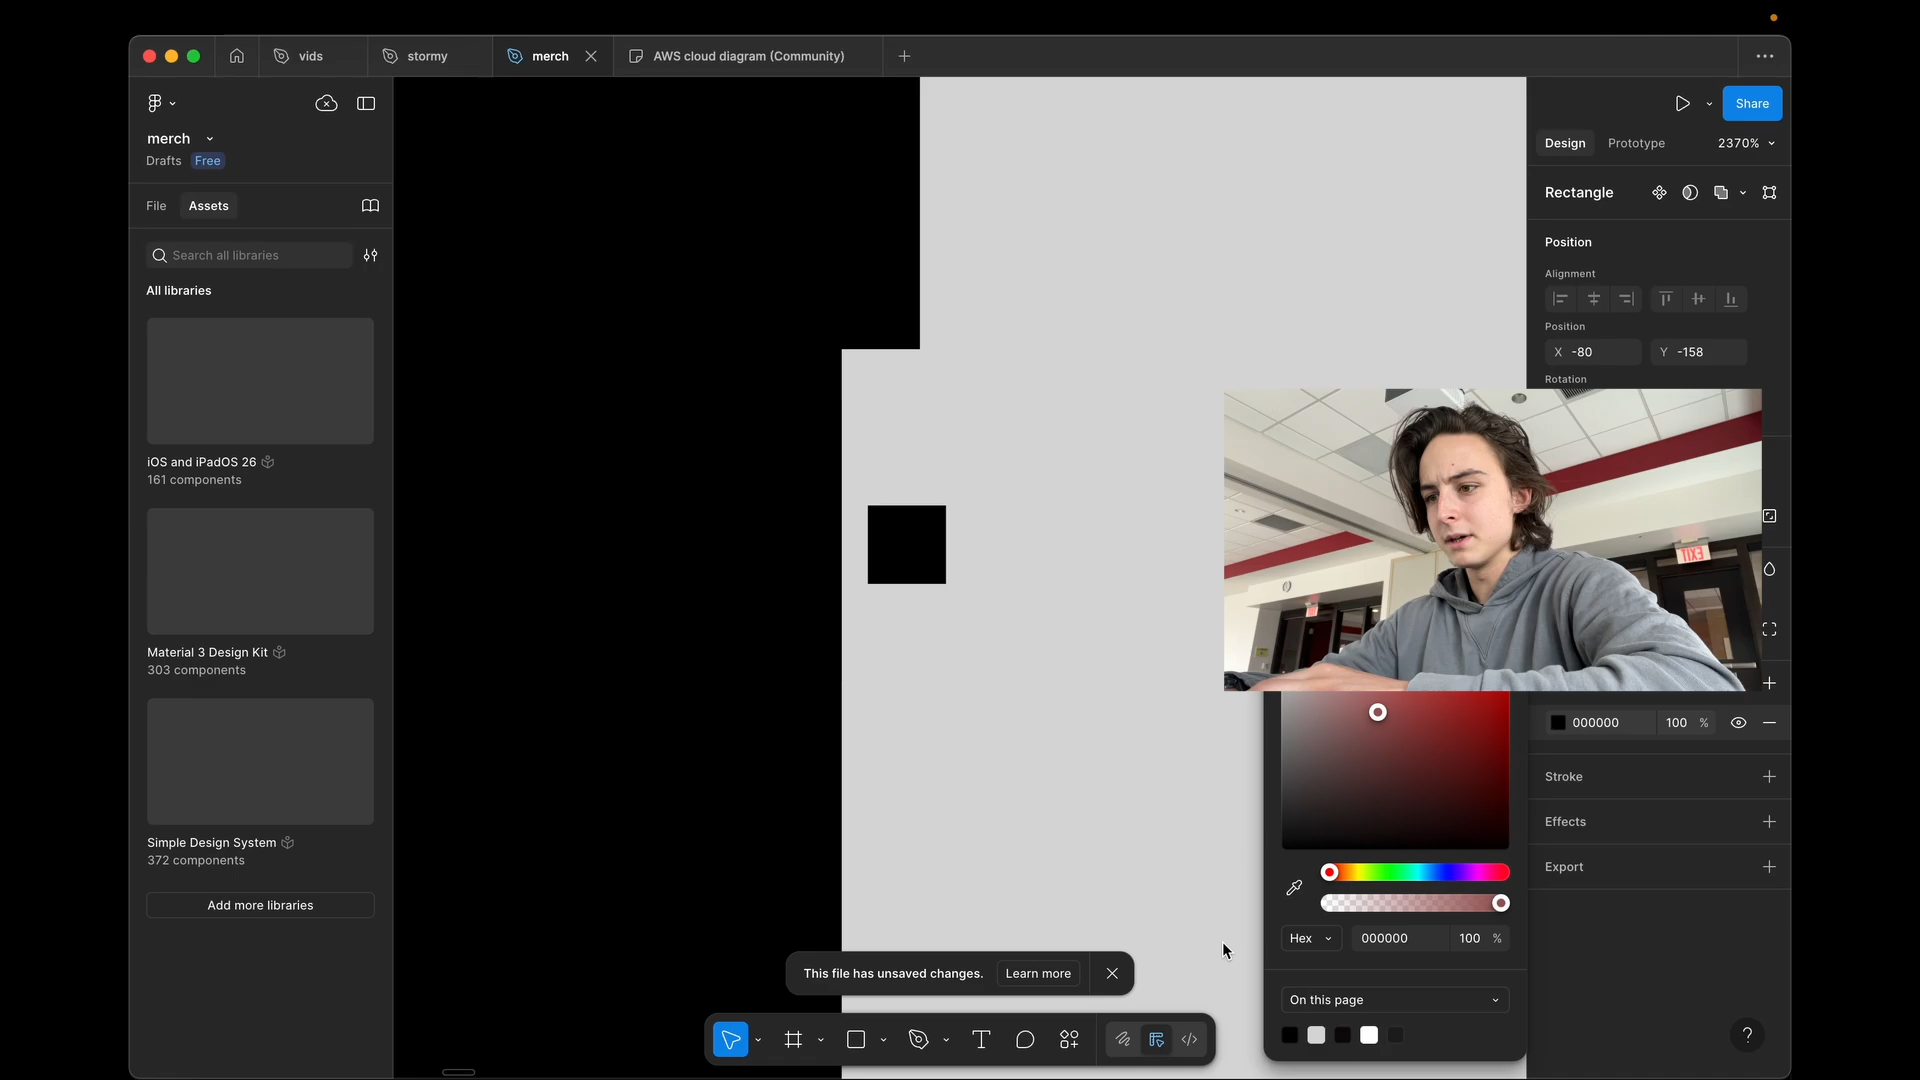 vids
stormy
merch
AWS cloud diagram (Community)
merch
Drafts
Free
Share
Design
Prototype
2370%
File
Assets
Rectangle
Search all libraries
Position
All libraries
Alignment
Position
X -80
Y -158
Rotation
iOS and iPadOS 26
161 components
EXIT
EXIT
Material 3 Design Kit
303 components
000000
100 %
Stroke
Effects
Simple Design System
372 components
Export
Add more libraries
Hex
000000
100 %
This file has unsaved changes.
Learn more
On this page
?